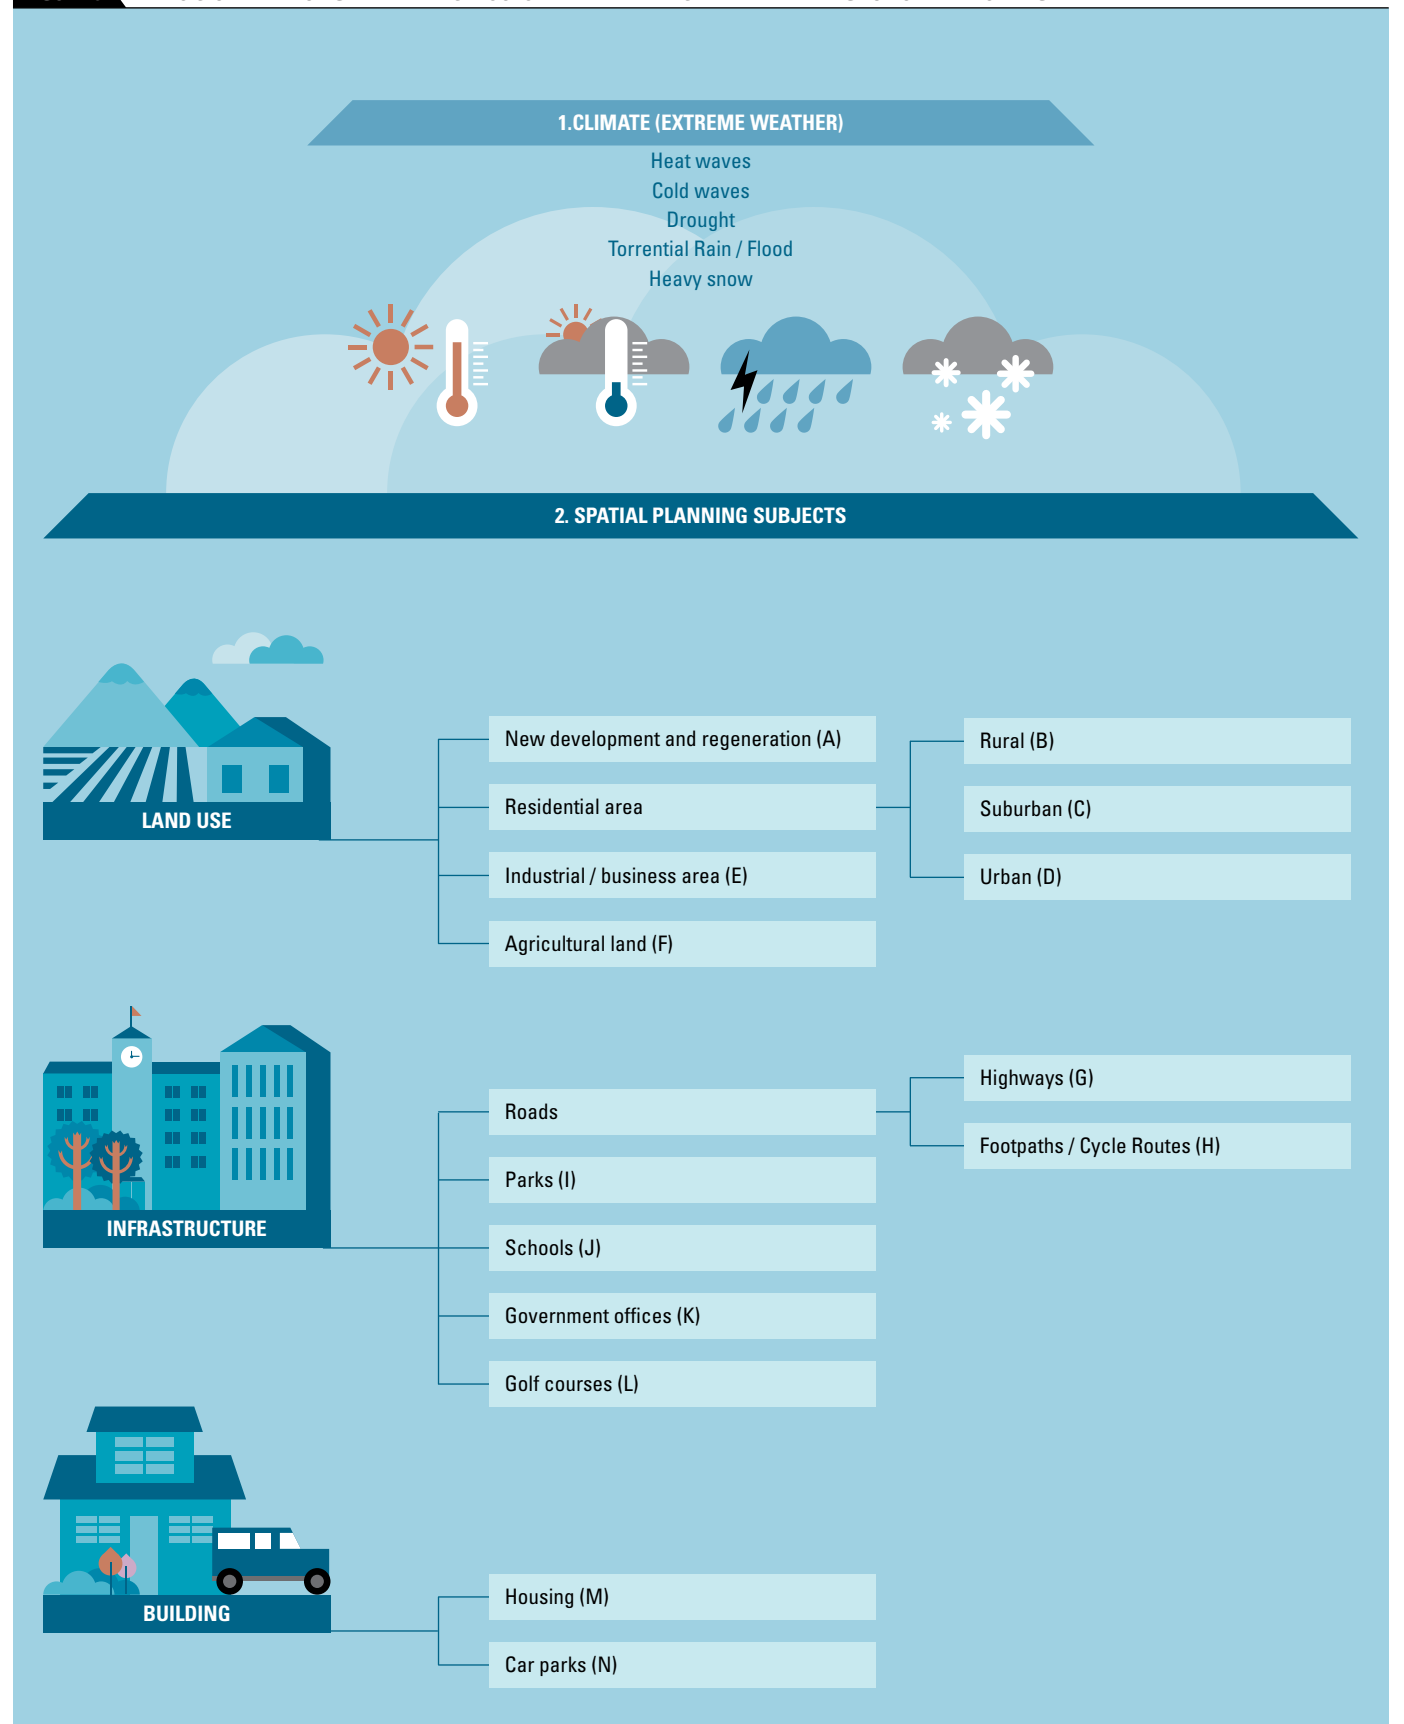 1.CLIMATE (EXTREME WEATHER)
Heat waves
Cold waves
Drought
Torrential Rain / Flood
Heavy snow
2. SPATIAL PLANNING SUBJECTS
LAND USE
New development and regeneration (A)
Residential area
Industrial / business area (E)
Agricultural land (F)
Rural (B)
Suburban (C)
Urban (D)
INFRASTRUCTURE
Roads
Parks (I)
Schools (J)
Government offices (K)
Golf courses (L)
Highways (G)
Footpaths / Cycle Routes (H)
BUILDING
Housing (M)
Car parks (N)